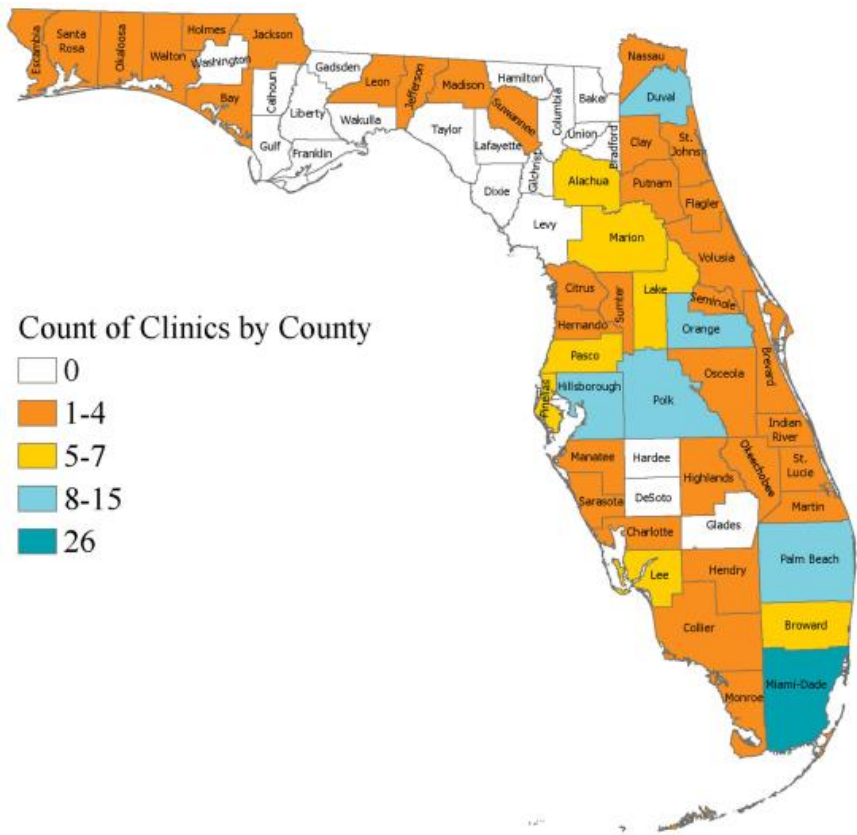 Escambia
Santa
Rosa
Okaloosa
Walton
Holmes
Washington
Jackson
Bay
Calhoun
Gulf
Liberty
Franklin
Gadsden
Wakulla
Leon
Jefferson
Madison
Taylor
Hamilton
Suwannee
Lafayette
Dixie
Columbia
Gilchrist
Levy
Baker
Union
Bradford
Alachua
Nassau
Duval
Clay
St.
Johns
Putnam
Flagler
Marion
Volusia
Citrus
Sumter
Lake
Seminole
Hernando
Orange
Count of Clinics by County
0
1-4
5-7
8-15
26
Pasco
Pinellas
Hillsborough
Polk
Osceola
Brevard
Indian
River
Manatee
Hardee
Highlands
Okeechobee
St.
Lucie
Sarasota
DeSoto
Martin
Charlotte
Glades
Lee
Hendry
Palm Beach
Collier
Broward
Monroe
Miami-Dade